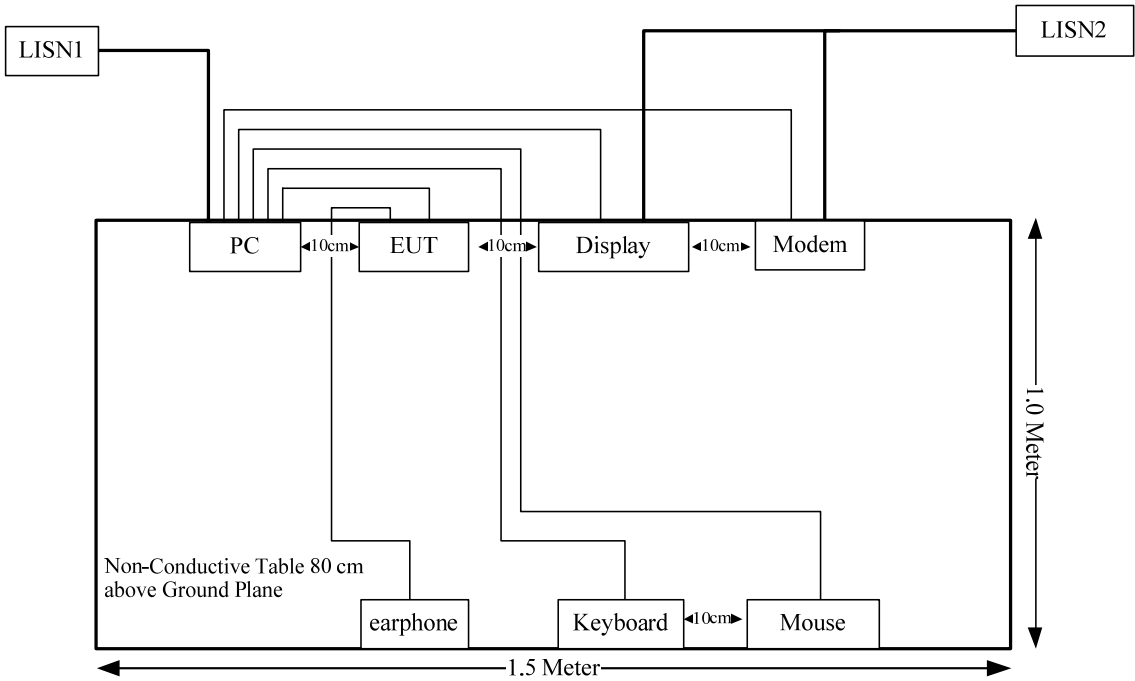 LISN1
LISN2
PC
10cm
EUT
10cm
Display
10cm
Modem
1.0 Meter
Non-Conductive Table 80 cm
above Ground Plane
earphone
Keyboard
10cm
Mouse
1.5 Meter